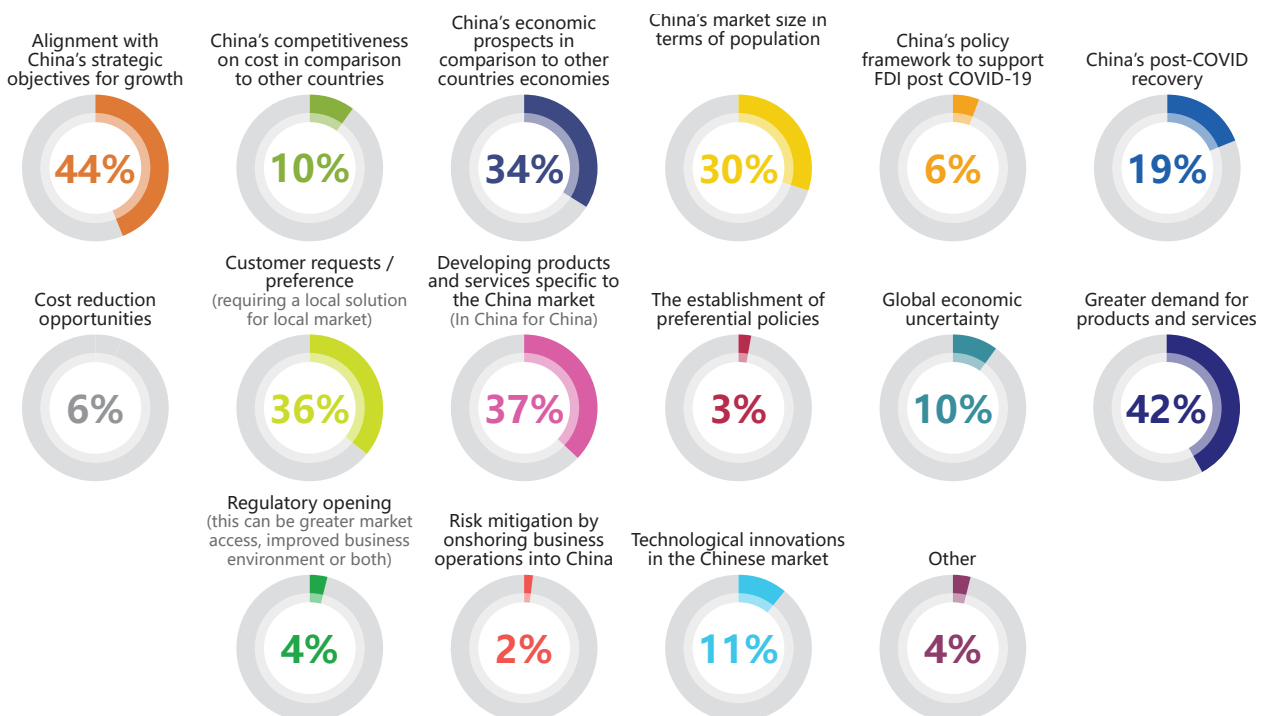 Alignment with
China's strategic
objectives for growth
44%
China's competitiveness
on cost in comparison
to other countries
10%
China's economic
prospects in
comparison to other
countries economies
34%
China's market size in
terms of population
30%
China's policy
framework to support
FDI post COVID-19
6%
China's post-COVID
recovery
19%
Cost reduction
opportunities
6%
Customer requests /
preference
(requiring a local solution
for local market)
36%
Developing products
and services specific to
the China market
(In China for China)
37%
The establishment of
preferential policies
3%
Global economic
uncertainty
10%
Greater demand for
products and services
42%
Regulatory opening
(this can be greater market
access, improved business
environment or both)
4%
Risk mitigation by
onshoring business
operations into China
2%
Technological innovations
in the Chinese market
11%
Other
4%